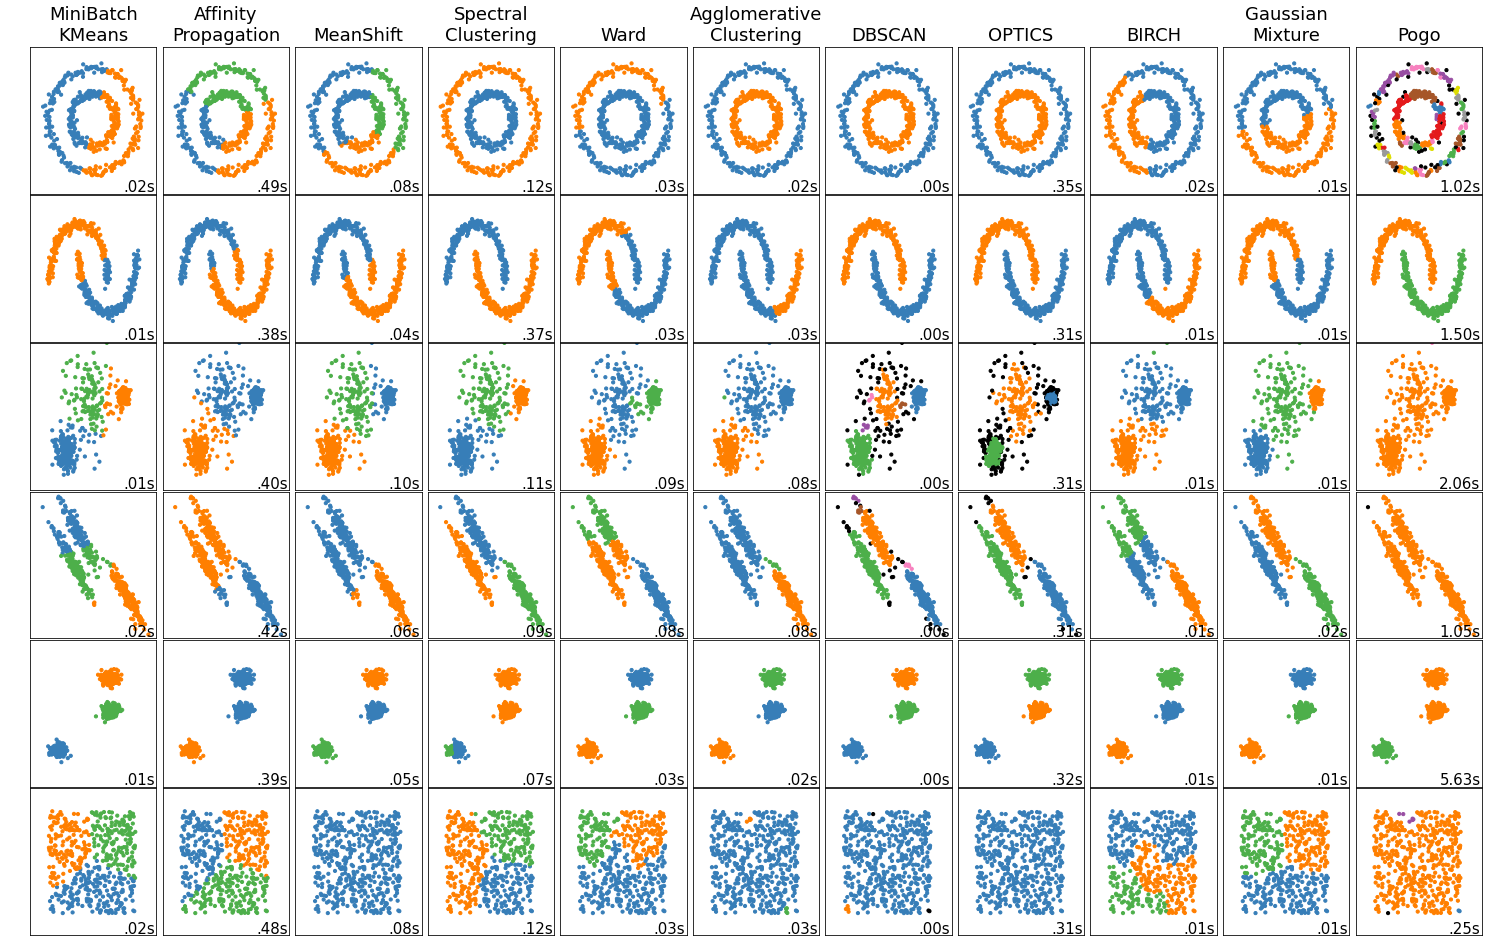 MiniBatch
KMeans
Affinity
Propagation
MeanShift
Spectral
Clustering
Ward
Agglomerative
Clustering
DBSCAN
OPTICS
BIRCH
Gaussian
Mixture
Pogo
.02s .49s .08s .12s .03s .02s .00s .35s .02s .01s 1.02s
.01s .38s .04s .37s .03s .03s .00s .31s .01s .01s 1.50s
.01s .40s .10s .11s .09s .08s .00s .31s .01s .01s 2.06s
.02s .42s .06s .09s .08s .08s .00s .31s .01s .02s 1.05s
.01s .39s .05s .07s .03s .02s .00s .32s .01s .01s 5.63s
.02s .48s .08s .12s .03s .03s .00s .31s .01s .01s .25s